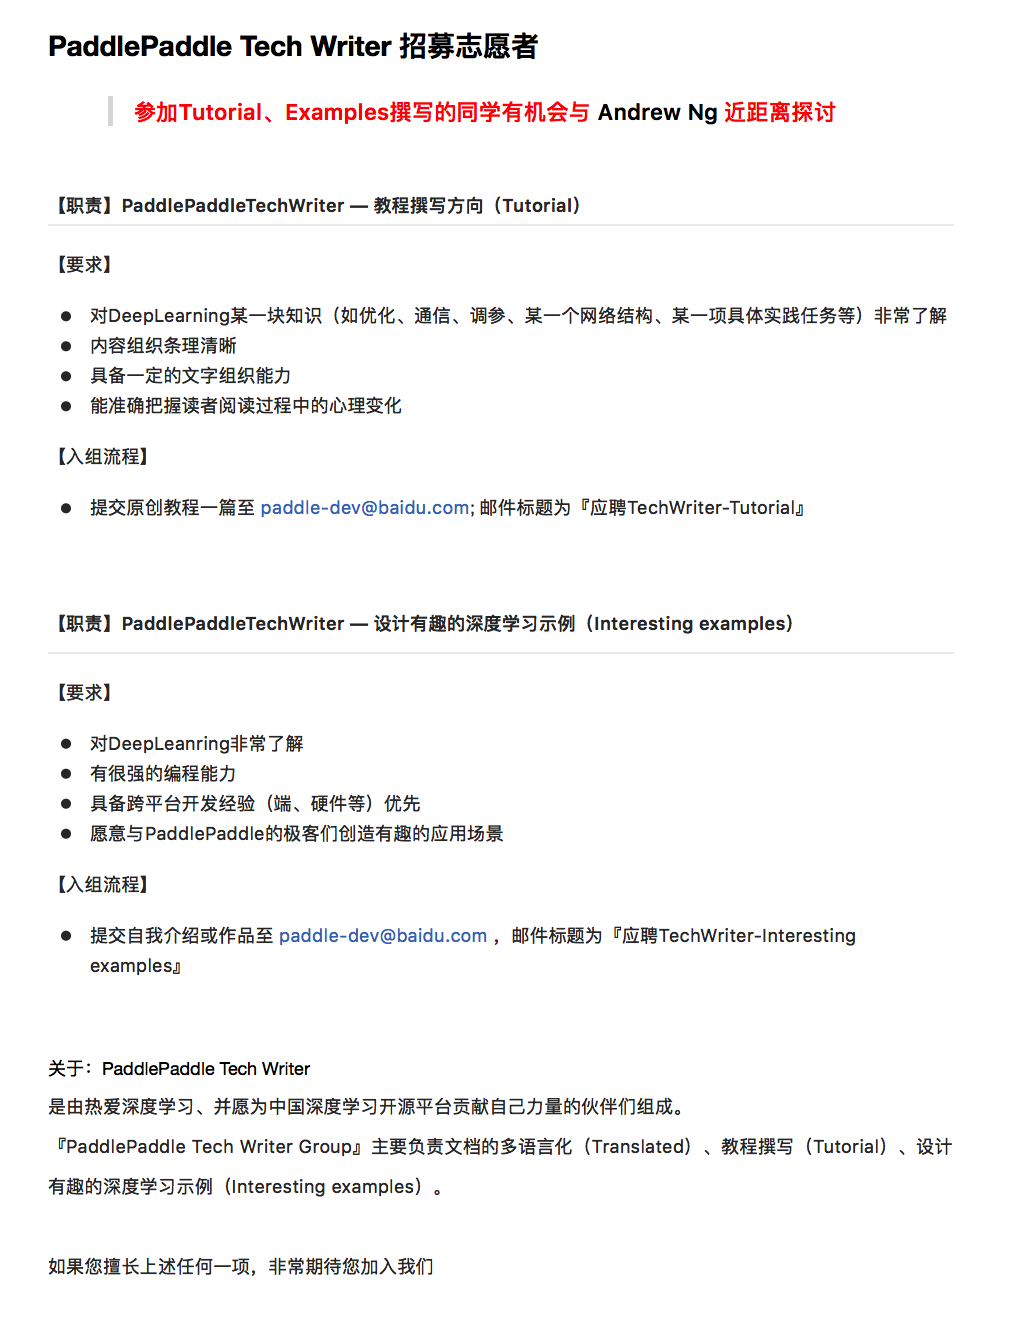 PaddlePaddle Tech Writer 招募志愿者
参加Tutorial、Examples撰写的同学有机会与 Andrew Ng 近距离探讨
【职责】PaddlePaddleTechWriter — 教程撰写方向（Tutorial）
【要求】
● 对DeepLearning某一块知识（如优化、通信、调参、某一个网络结构、某一项具体实践任务等）非常了解
● 内容组织条理清晰
● 具备一定的文字组织能力
● 能准确把握读者阅读过程中的心理变化
【入组流程】
● 提交原创教程一篇至 paddle-dev@baidu.com; 邮件标题为『应聘TechWriter-Tutorial』
【职责】PaddlePaddleTechWriter — 设计有趣的深度学习示例（Interesting examples）
【要求】
● 对DeepLeanring非常了解
● 有很强的编程能力
● 具备跨平台开发经验（端、硬件等）优先
● 愿意与PaddlePaddle的极客们创造有趣的应用场景
【入组流程】
● 提交自我介绍或作品至 paddle-dev@baidu.com ，邮件标题为『应聘TechWriter-Interesting
examples』
关于：PaddlePaddle Tech Writer
是由热爱深度学习、并愿为中国深度学习开源平台贡献自己力量的伙伴们组成。
『PaddlePaddle Tech Writer Group』主要负责文档的多语言化（Translated）、教程撰写（Tutorial）、设计
有趣的深度学习示例（Interesting examples）。
如果您擅长上述任何一项，非常期待您加入我们